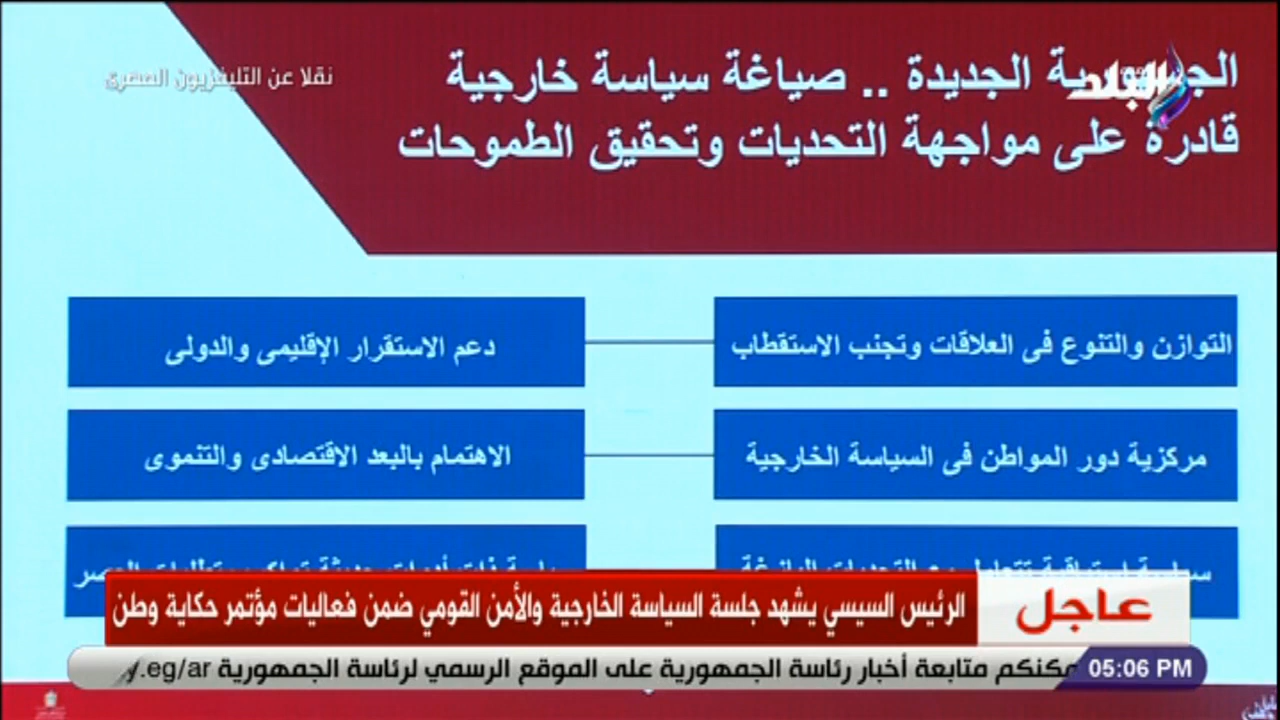 الجمهورية الجديدة .. صياغة سياسة خارجية
قادرة على مواجهة التحديات وتحقيق الطموحات
البلد
نقلا عن التليفزيون المصري
التوازن والتنوع فى العلاقات وتجنب الاستقطاب
دعم الاستقرار الإقليمى والدولى
مركزية دور المواطن فى السياسة الخارجية
الاهتمام بالبعد الاقتصادى والتنموى
عاجل
الرئيس السيسي يشهد جلسة السياسة الخارجية والأمن القومي ضمن فعاليات مؤتمر حكاية وطن
05:06 PM
مكنكم متابعة أخبار رئاسة الجمهورية على الموقع الرسمي لرئاسة الجمهورية y.eg/ar